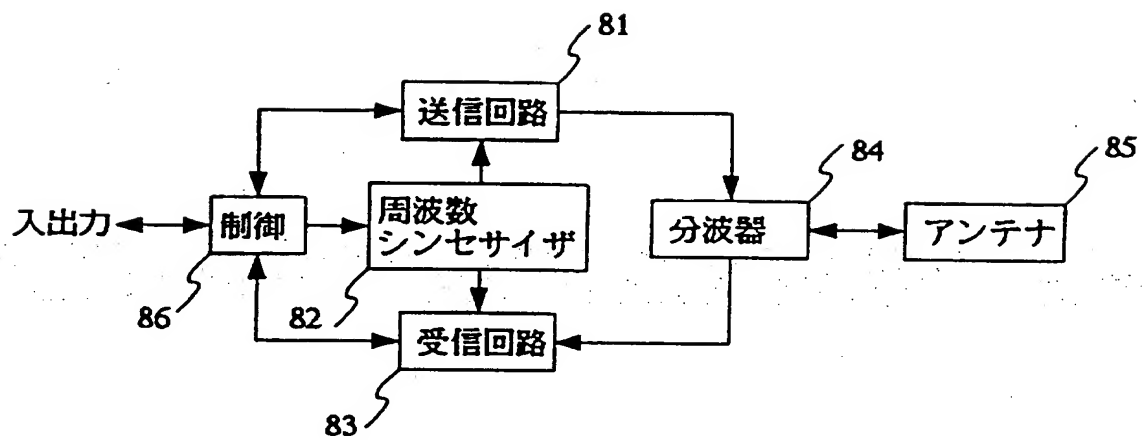 81
送信回路
84
85
入出力
制御
周波数
シンセサイザ
分波器
アンテナ
86
82
受信回路
83